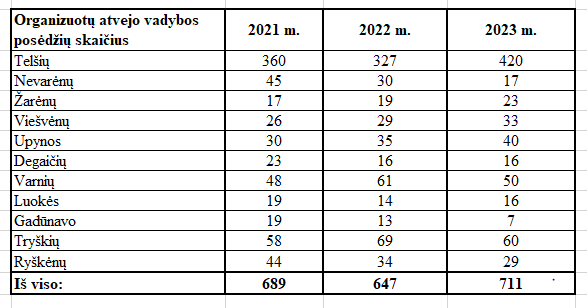 Organizuotų atvejo vadybos posėdžių skaičius 2021 m. 2022 m. 2023 m.
Telšių 360 327 420
Nevarėnų 45 30 17
Žarėnų 17 19 23
Viešvėnų 26 29 33
Upynos 30 35 40
Degaičių 23 16 16
Varnių 48 61 50
Luokės 19 14 16
Gadūnavo 19 13 7
Tryškių 58 69 60
Ryškėnų 44 34 29
Iš viso: 689 647 711